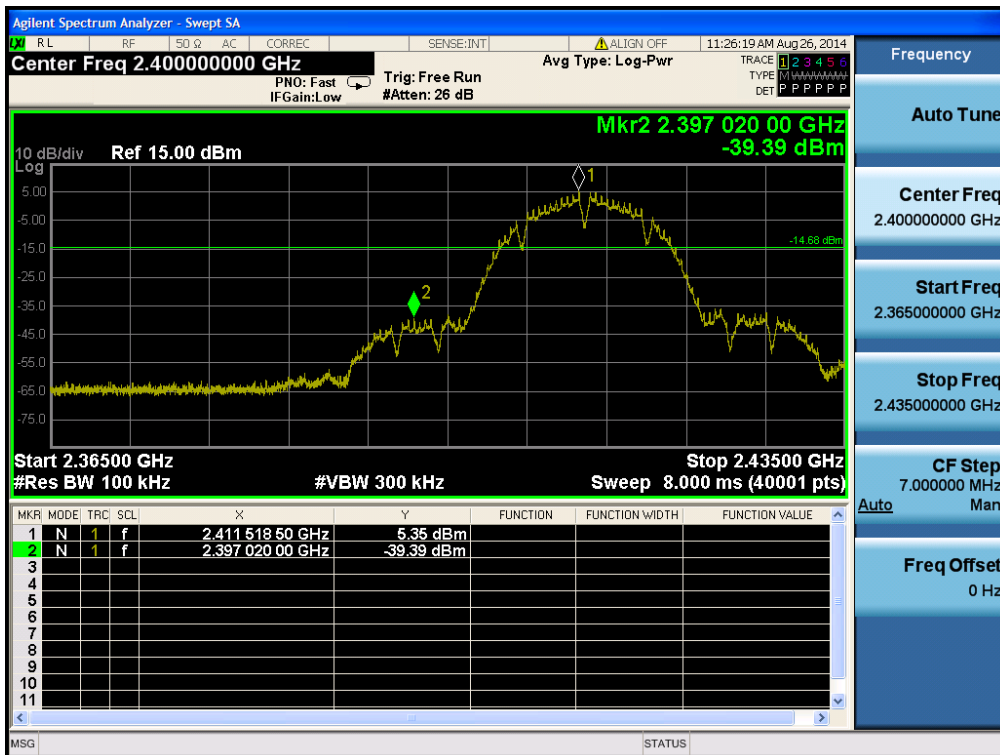 Agilent Spectrum Analyzer - Swept SA
LXI RL RF 50 Ω AC CORREC SENSE:INT ALIGN OFF 11:26:19 AM Aug 26, 2014
Center Freq 2.400000000 GHz
PNO: Fast
IFGain:Low
Trig: Free Run
#Atten: 26 dB
Avg Type: Log-Pwr
TRACE 1 2 3 4 5 6
TYPE M WWWWW
DET P P P P P P
Mkr2 2.397 020 00 GHz
-39.39 dBm
10 dB/div Ref 15.00 dBm
Log
1
5.00
-5.00
-14.68 dBm
-15.0
-25.0
2
-35.0
-45.0
-55.0
-65.0
-75.0
Start 2.36500 GHz Stop 2.43500 GHz
#Res BW 100 kHz #VBW 300 kHz Sweep 8.000 ms (40001 pts)
MKR MODE TRC SCL X Y FUNCTION FUNCTION WIDTH FUNCTION VALUE
1 N 1 f 2.411 518 50 GHz 5.35 dBm
2 N 1 f 2.397 020 00 GHz -39.39 dBm
3
4
5
6
7
8
9
10
11
MSG STATUS
Frequency
Auto Tune
Center Freq
2.400000000 GHz
Start Freq
2.365000000 GHz
Stop Freq
2.435000000 GHz
CF Step
7.000000 MHz
Auto Man
Freq Offset
0 Hz